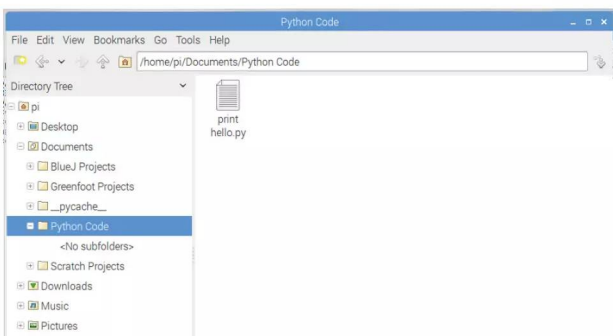 Python Code
File Edit View Bookmarks Go Tools Help
/home/pi/Documents/Python Code
Directory Tree
pi
Desktop
Documents
BlueJ Projects
Greenfoot Projects
__pycache__
Python Code
<No subfolders>
Scratch Projects
Downloads
Music
Pictures
print
hello.py